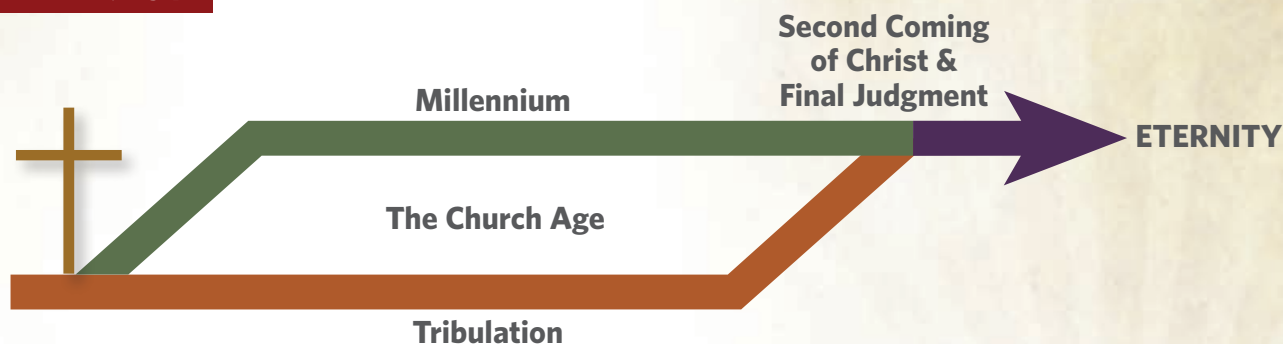 Second Coming
of Christ &
Final Judgment
Millennium
ETERNITY
The Church Age
Tribulation